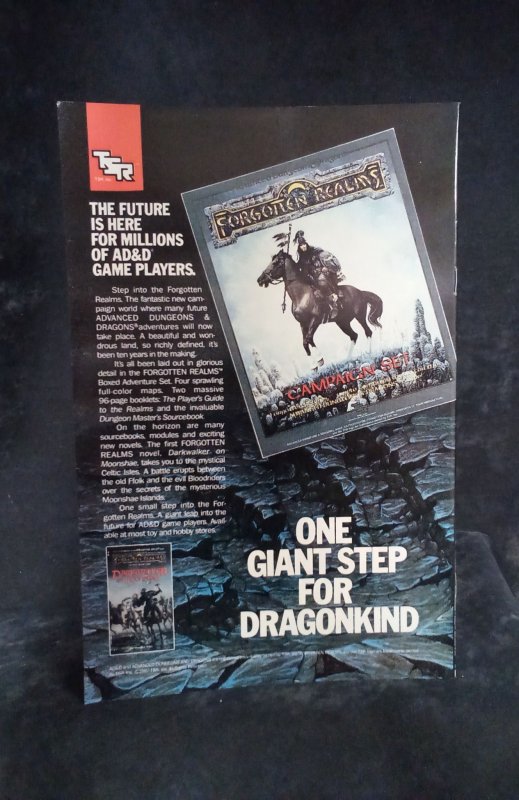 TSR
TSR, Inc.
THE FUTURE
IS HERE
FOR MILLIONS
OF AD&D®
GAME PLAYERS.
Step into the Forgotten
Realms. The fantastic new cam-
paign world where many future
ADVANCED DUNGEONS &
DRAGONS® adventures will now
take place. A beautiful and won-
drous land, so richly defined, it's
been ten years in the making.
It's all been laid out in glorious
detail in the FORGOTTEN REALMS™
Boxed Adventure Set. Four sprawling
full-color maps. Two massive
96-page booklets: The Player's Guide
to the Realms and the invaluable
Dungeon Master's Sourcebook.
On the horizon are many
sourcebooks, modules and exciting
new novels. The first FORGOTTEN
REALMS novel, Darkwalker on
Moonshae, takes you to the mystical
Celtic Isles. A battle erupts between
the old Ffolk and the evil Bloodriders
over the secrets of the mysterious
Moonshae Islands.
One small step into the For-
gotten Realms. A giant leap into the
future for AD&D game players. Avail-
able at most toy and hobby stores.
FORGOTTEN REALMS
CAMPAIGN SET
ONE
GIANT STEP
FOR
DRAGONKIND
FORGOTTEN REALMS
DARKWALKER